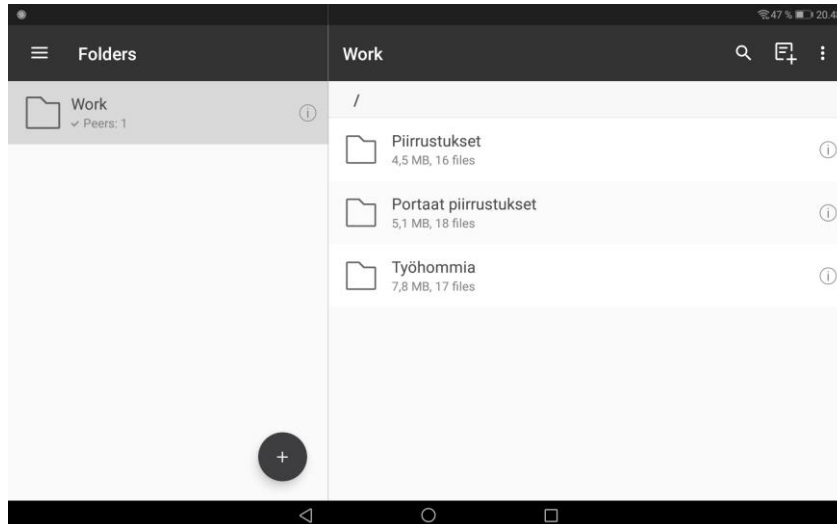 47 % 20.4
Folders
Work
Work
Peers: 1
/
Piirrustukset
4,5 MB, 16 files
Portaat piirrustukset
5,1 MB, 18 files
Työhommia
7,8 MB, 17 files